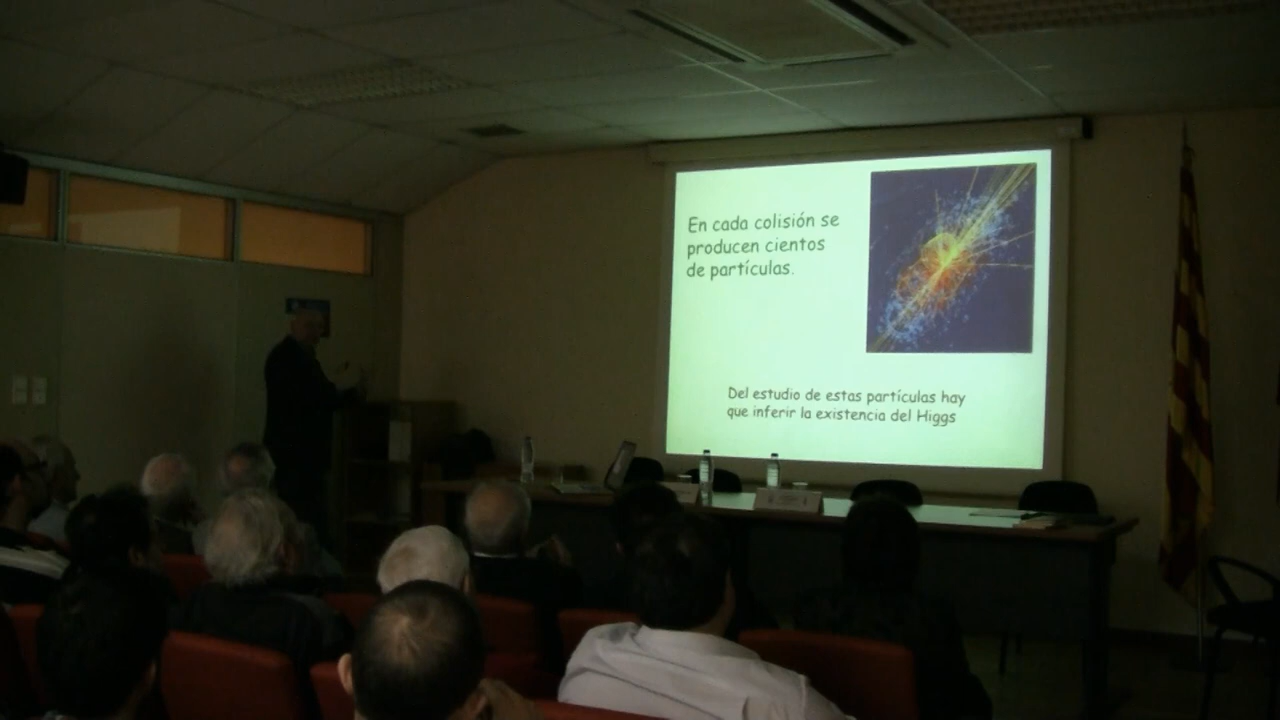 En cada colisión se
producen cientos
de partículas.
Del estudio de estas partículas hay
que inferir la existencia del Higgs